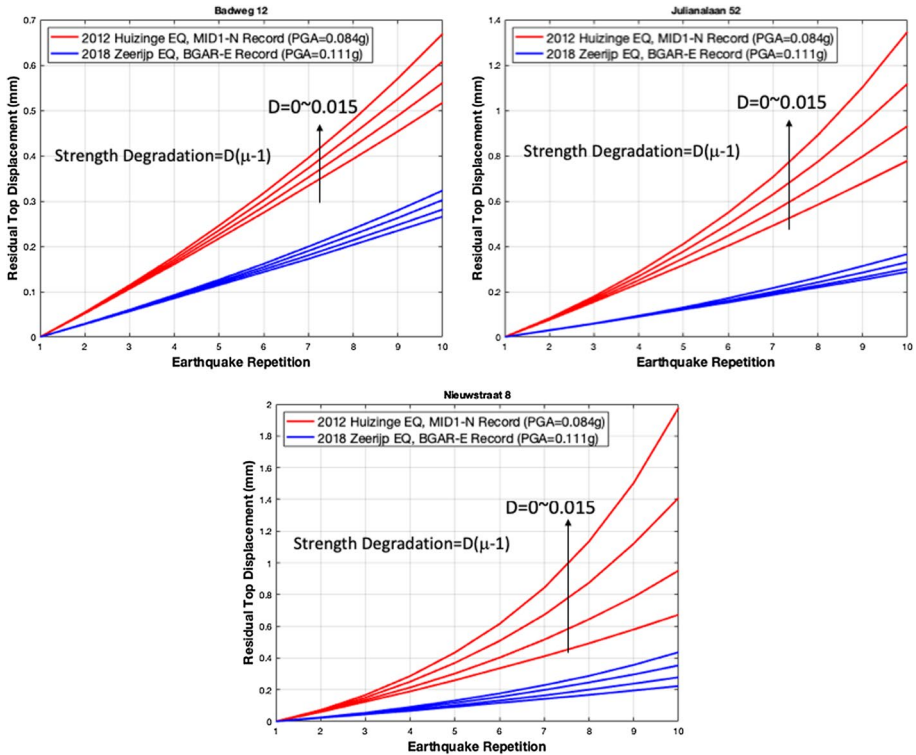 Badweg 12
2012 Huizinge EQ, MID1-N Record (PGA=0.084g)
2018 Zeerijp EQ, BGAR-E Record (PGA=0.111g)
D=0~0.015
Strength Degradation=D(μ-1)
Residual Top Displacement (mm)
0.7
0.6
0.5
0.4
0.3
0.2
0.1
0
1 2 3 4 5 6 7 8 9 10
Earthquake Repetition
Julianalaan 52
2012 Huizinge EQ, MID1-N Record (PGA=0.084g)
2018 Zeerijp EQ, BGAR-E Record (PGA=0.111g)
D=0~0.015
Strength Degradation=D(μ-1)
Residual Top Displacement (mm)
1.4
1.2
1
0.8
0.6
0.4
0.2
0
1 2 3 4 5 6 7 8 9 10
Earthquake Repetition
Nieuwstraat 8
2012 Huizinge EQ, MID1-N Record (PGA=0.084g)
2018 Zeerijp EQ, BGAR-E Record (PGA=0.111g)
D=0~0.015
Strength Degradation=D(μ-1)
Residual Top Displacement (mm)
2
1.8
1.6
1.4
1.2
1
0.8
0.6
0.4
0.2
0
1 2 3 4 5 6 7 8 9 10
Earthquake Repetition